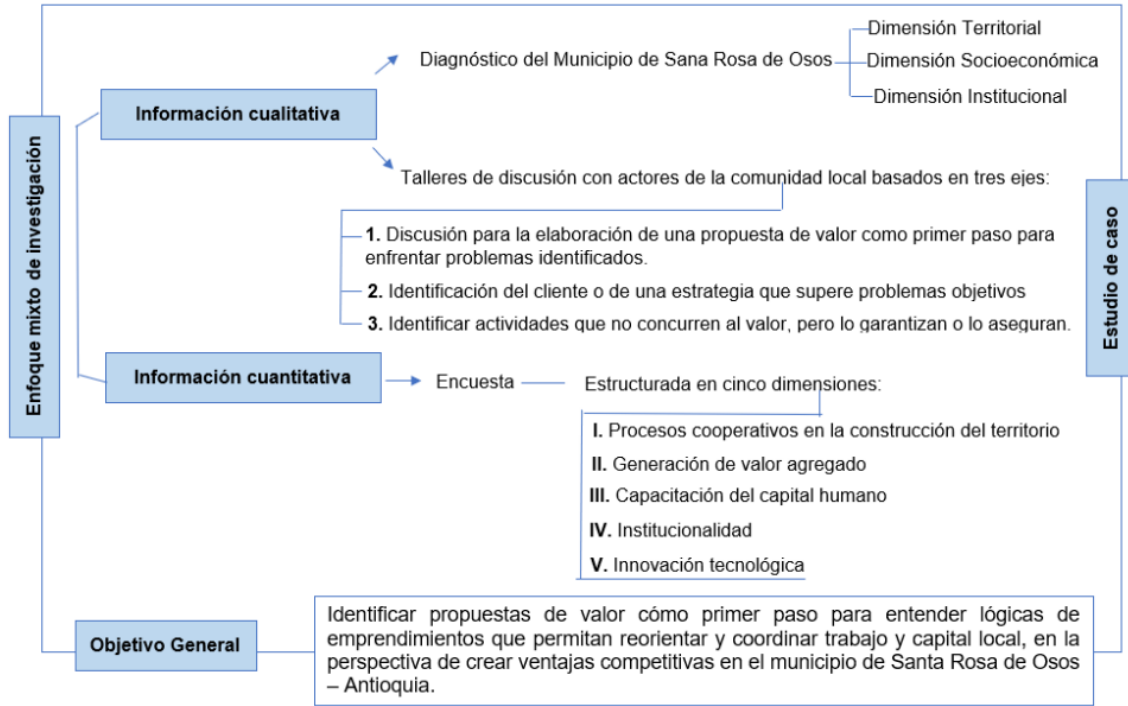 Enfoque mixto de investigación
Información cualitativa
Diagnóstico del Municipio de Sana Rosa de Osos
Dimensión Territorial
Dimensión Socioeconómica
Dimensión Institucional
Talleres de discusión con actores de la comunidad local basados en tres ejes:
1. Discusión para la elaboración de una propuesta de valor como primer paso para
enfrentar problemas identificados.
2. Identificación del cliente o de una estrategia que supere problemas objetivos
3. Identificar actividades que no concurren al valor, pero lo garantizan o lo aseguran.
Información cuantitativa
Encuesta
Estructurada en cinco dimensiones:
I. Procesos cooperativos en la construcción del territorio
II. Generación de valor agregado
III. Capacitación del capital humano
IV. Institucionalidad
V. Innovación tecnológica
Estudio de caso
Objetivo General
Identificar propuestas de valor cómo primer paso para entender lógicas de
emprendimientos que permitan reorientar y coordinar trabajo y capital local, en la
perspectiva de crear ventajas competitivas en el municipio de Santa Rosa de Osos
– Antioquia.